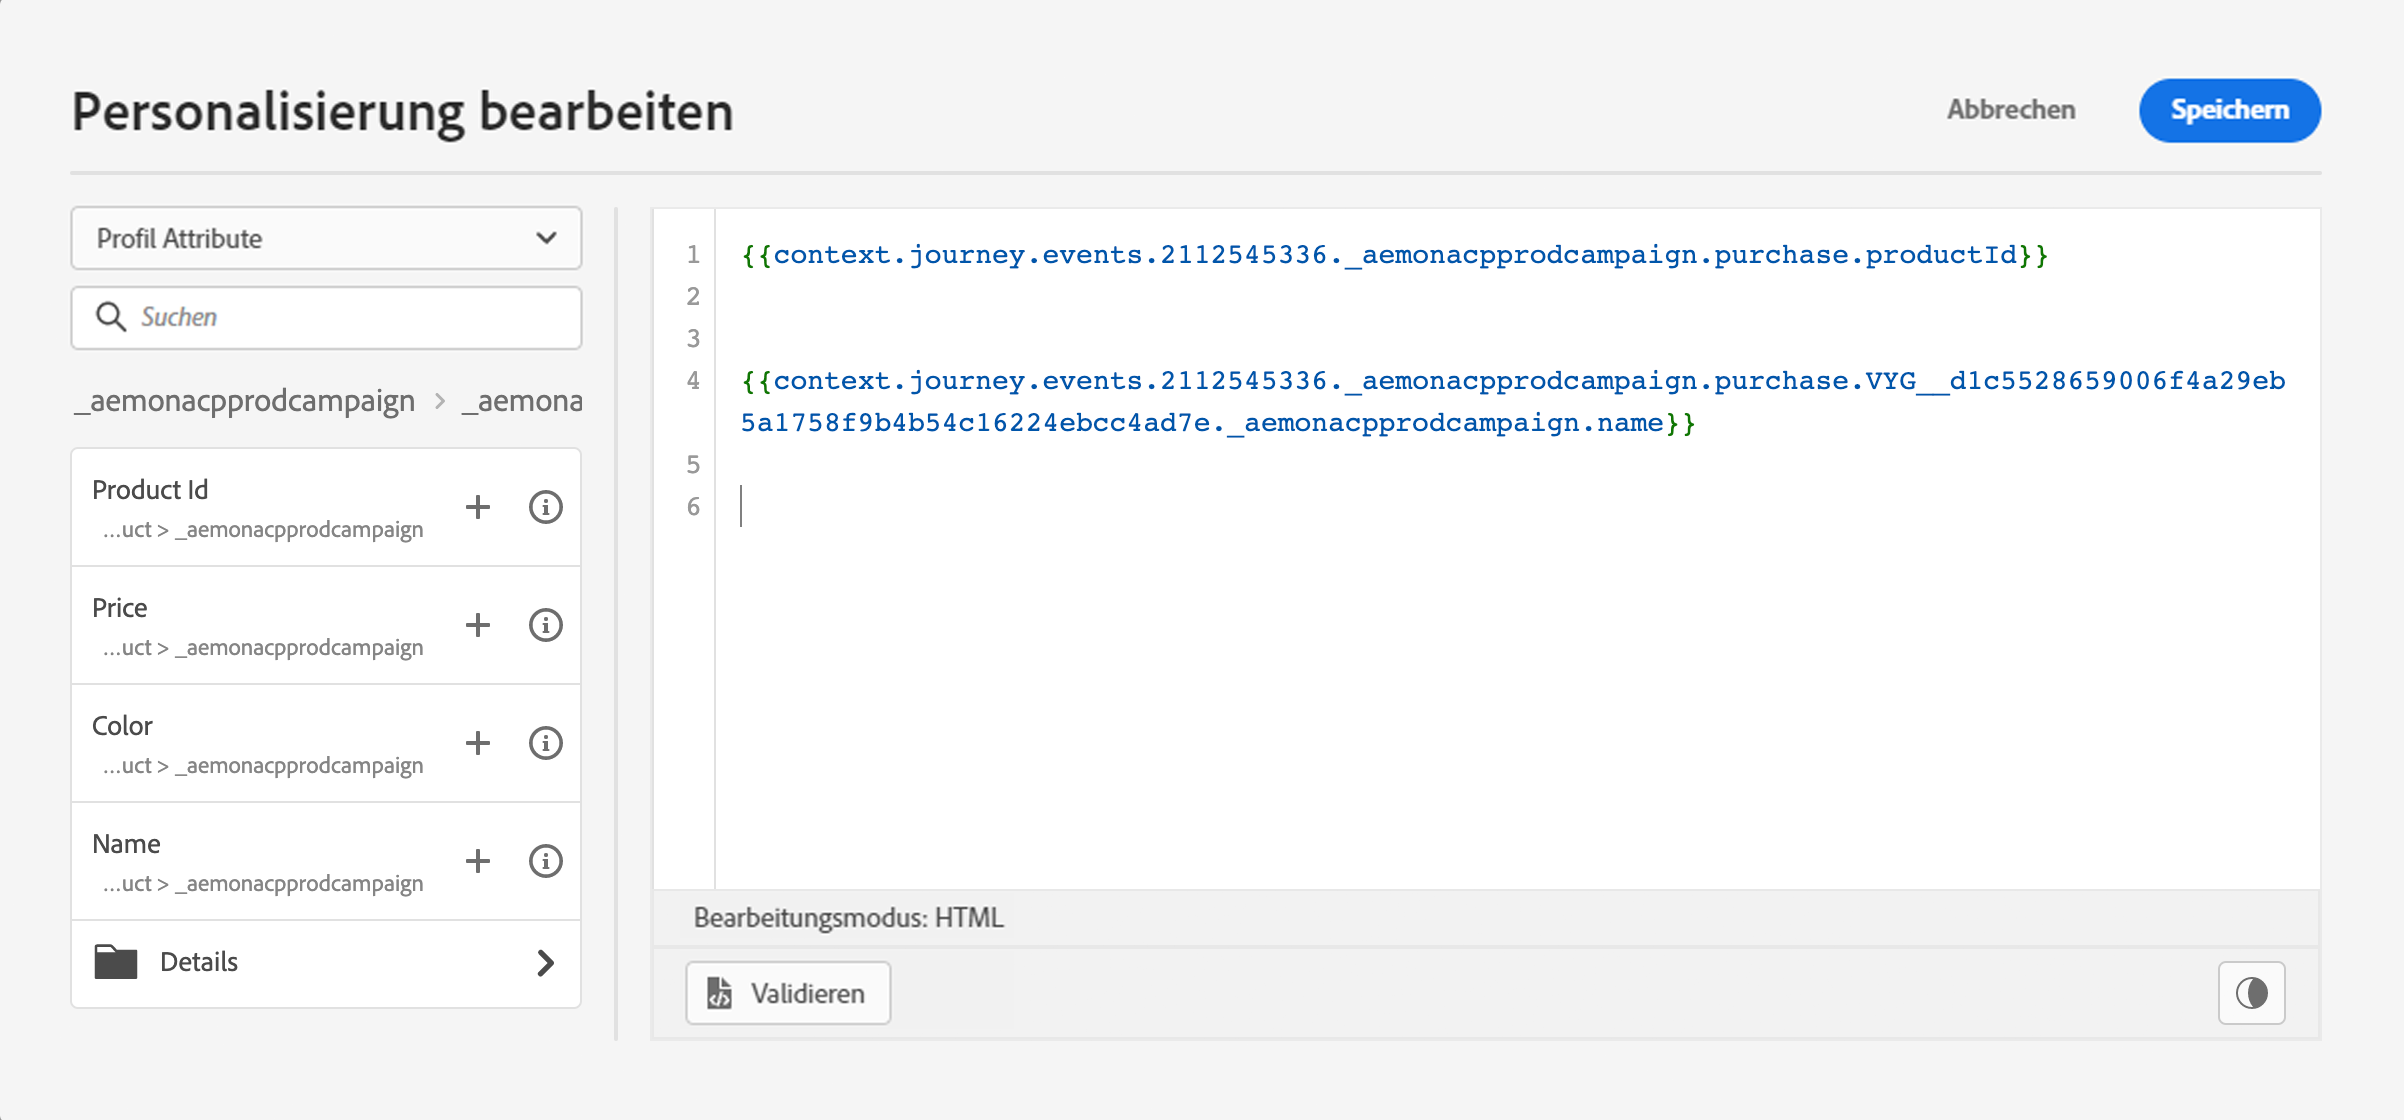 Personalisierung bearbeiten
Abbrechen
Speichern
Profil Attribute
Suchen
_aemonacpprodcampaign > _aemona
Product Id
...uct > _aemonacpprodcampaign
Price
...uct > _aemonacpprodcampaign
Color
...uct > _aemonacpprodcampaign
Name
...uct > _aemonacpprodcampaign
Details
1 {{context.journey.events.2112545336._aemonacpprodcampaign.purchase.productId}}
2
3
4 {{context.journey.events.2112545336._aemonacpprodcampaign.purchase.VYG__d1c5528659006f4a29eb
5a1758f9b4b54c16224ebcc4ad7e._aemonacpprodcampaign.name}}
5
6
Bearbeitungsmodus: HTML
Validieren